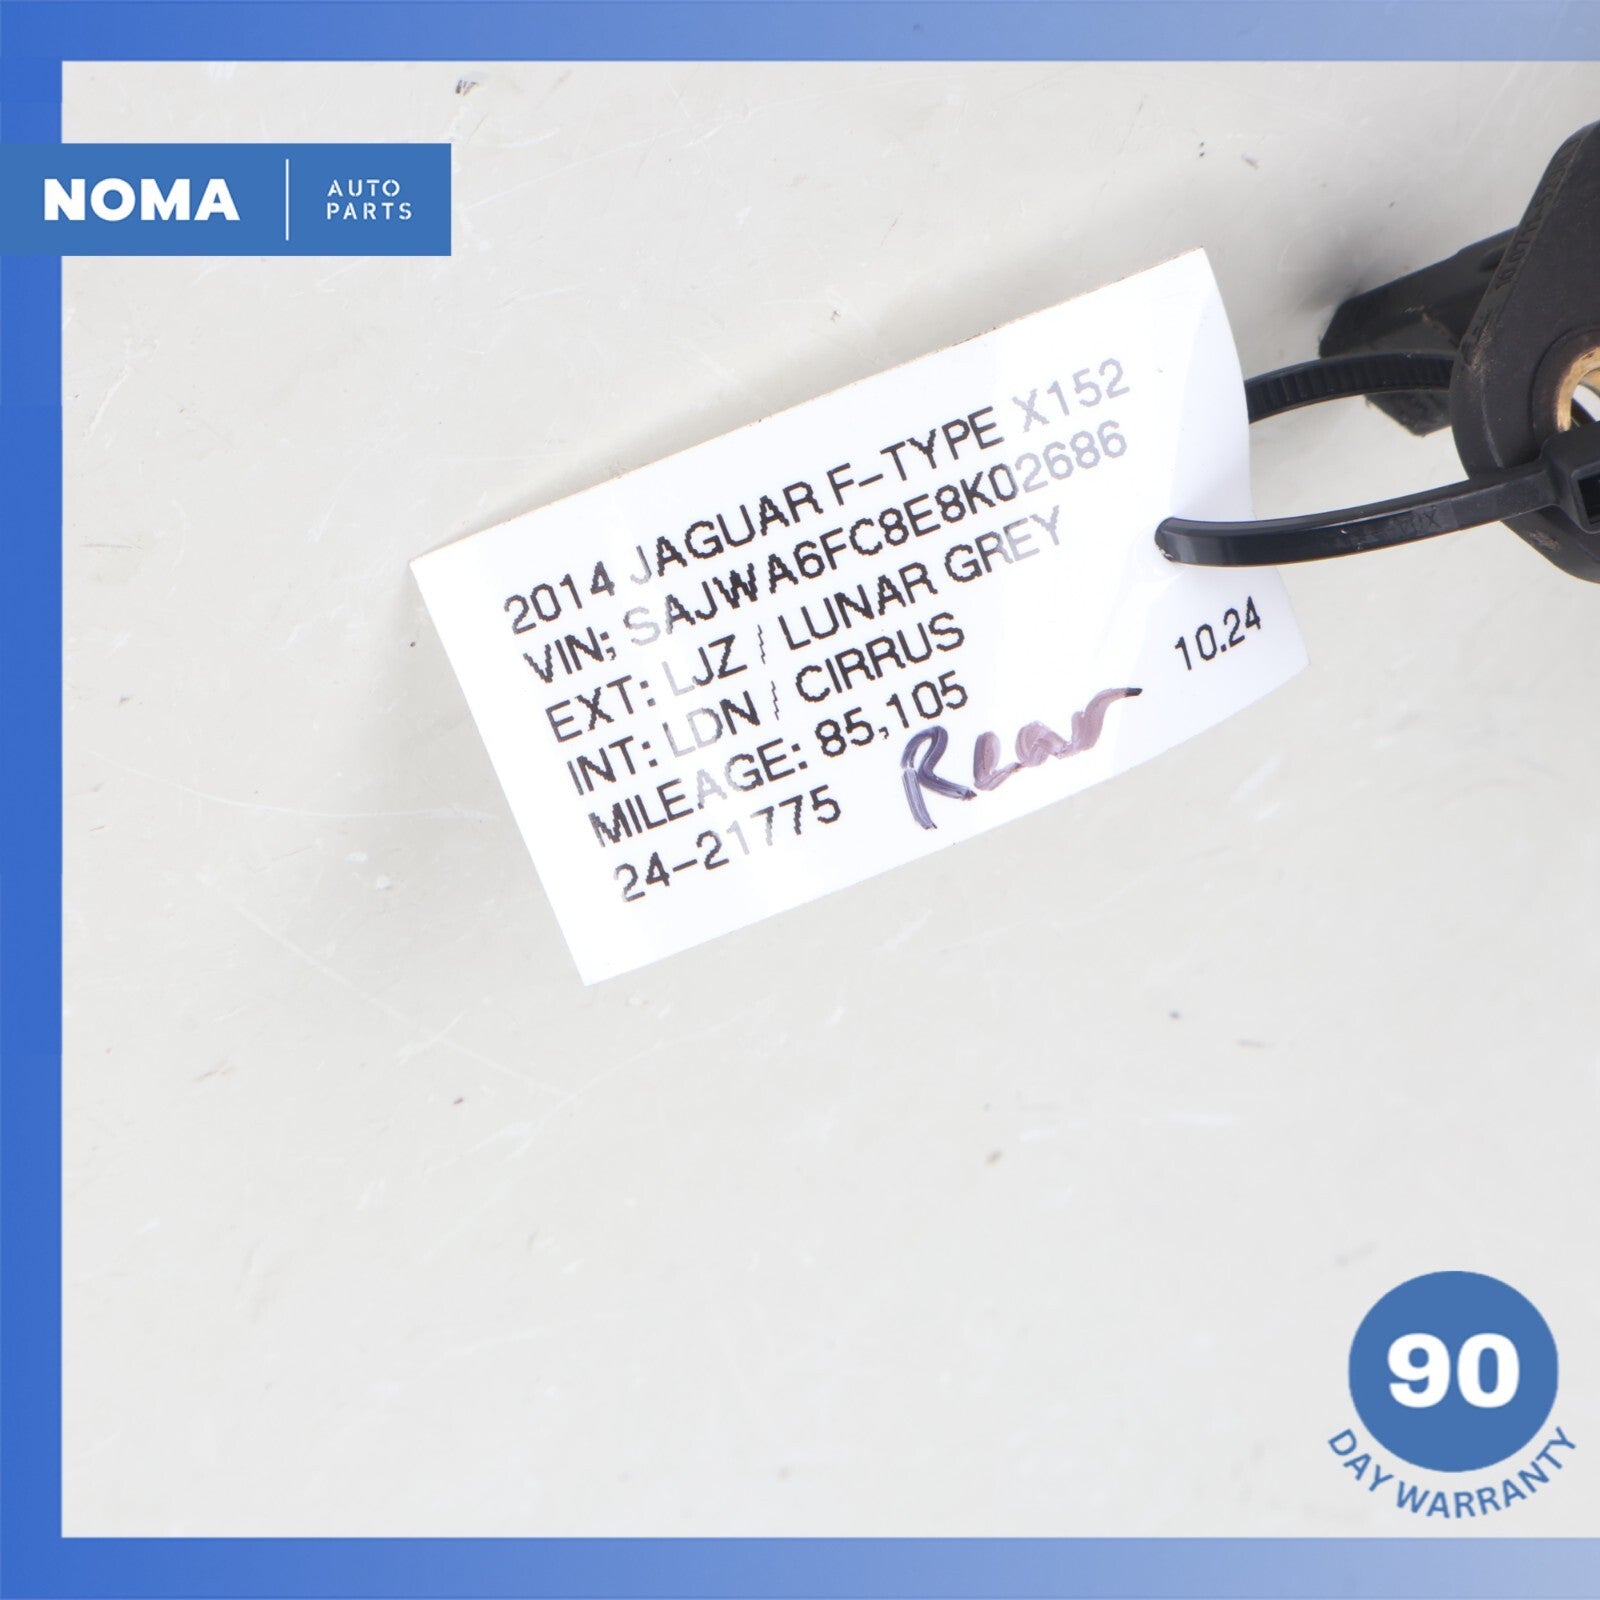 NOMA
AUTO
PARTS
2014 JAGUAR F-TYPE X152
VIN; SAJWA6FC8E8K02686
EXT: LJZ / LUNAR GREY
INT: LDN / CIRRUS
MILEAGE: 85,105
24-21775
Rear
10.24
90
DAY WARRANTY